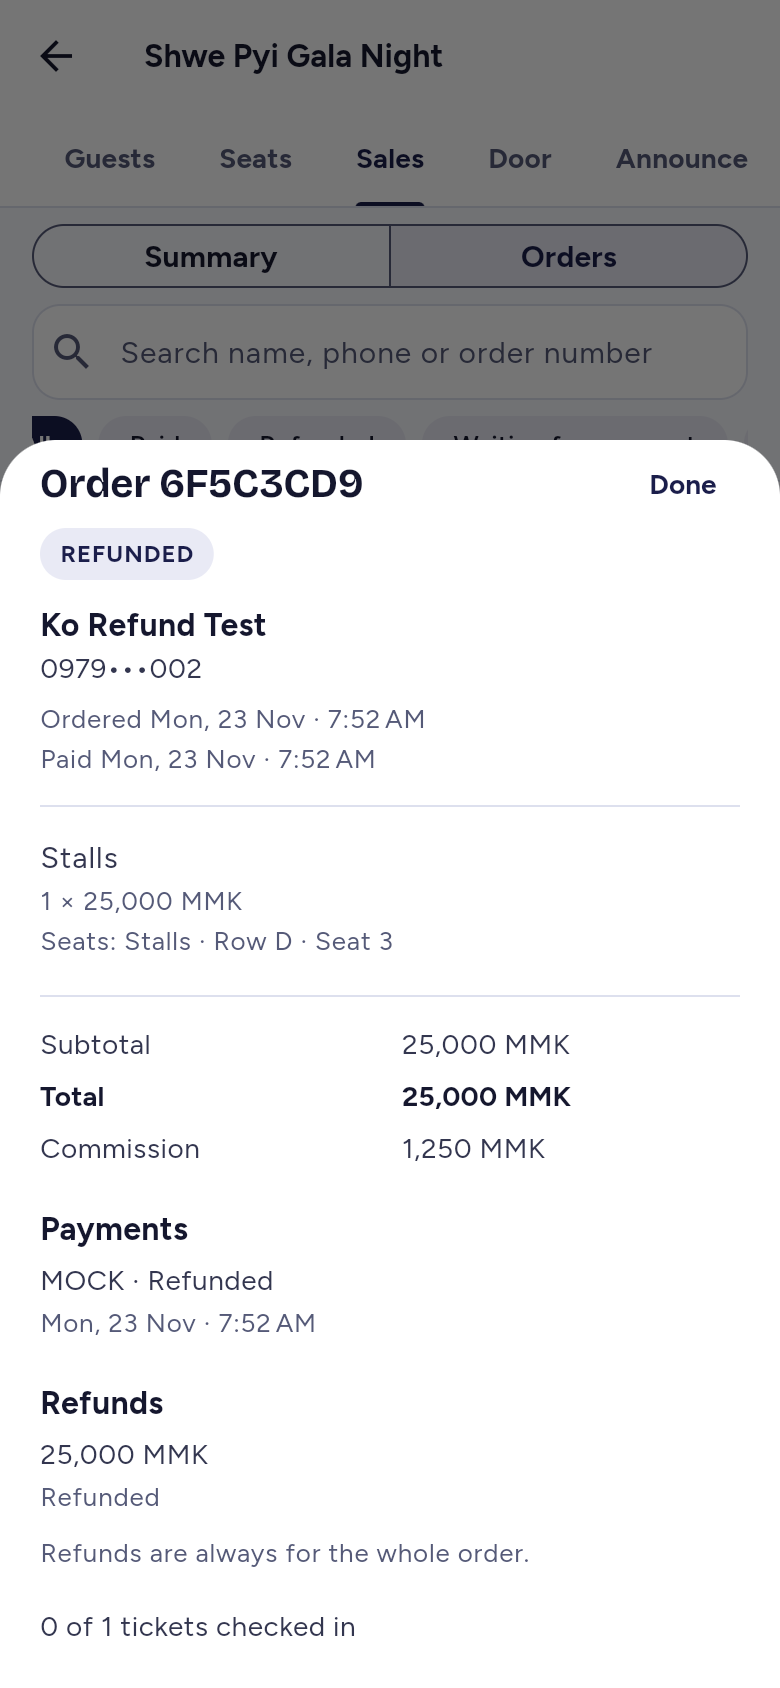 Shwe Pyi Gala Night
Guests Seats Sales Door Announce
Summary Orders
Search name, phone or order number
Order 6F5C3CD9 Done
REFUNDED
Ko Refund Test
0979•••002
Ordered Mon, 23 Nov · 7:52 AM
Paid Mon, 23 Nov · 7:52 AM
Stalls
1 × 25,000 MMK
Seats: Stalls · Row D · Seat 3
Subtotal 25,000 MMK
Total 25,000 MMK
Commission 1,250 MMK
Payments
MOCK · Refunded
Mon, 23 Nov · 7:52 AM
Refunds
25,000 MMK
Refunded
Refunds are always for the whole order.
0 of 1 tickets checked in